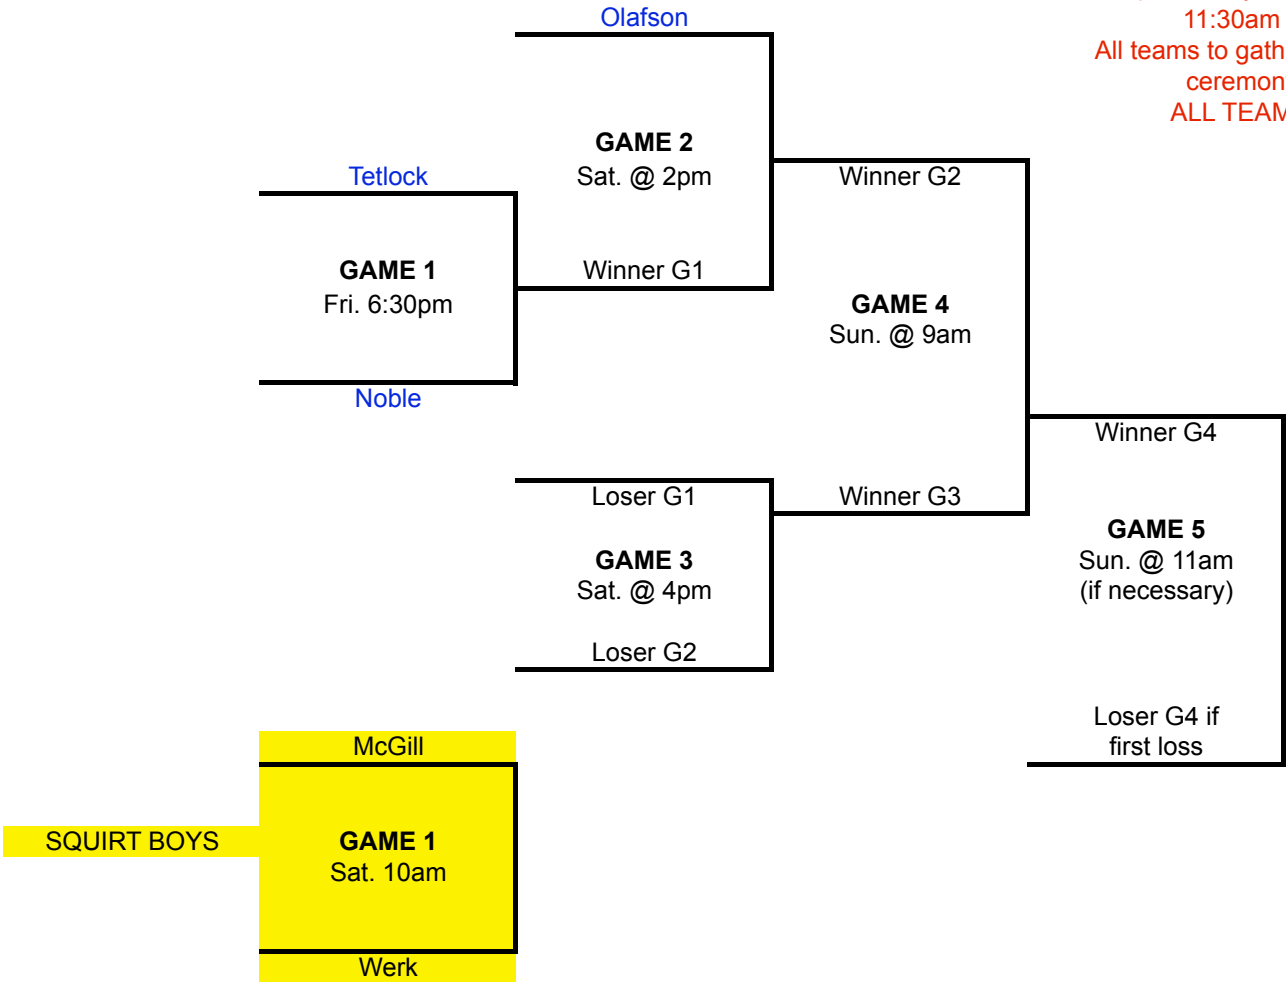 Olafson
11:30am
All teams to gath
ceremon
ALL TEAM
GAME 2
Sat. @ 2pm
Tetlock
Winner G2
GAME 1
Fri. 6:30pm
Winner G1
GAME 4
Sun. @ 9am
Noble
Winner G4
Loser G1
Winner G3
GAME 3
Sat. @ 4pm
GAME 5
Sun. @ 11am
(if necessary)
Loser G2
Loser G4 if
first loss
McGill
SQUIRT BOYS
GAME 1
Sat. 10am
Werk